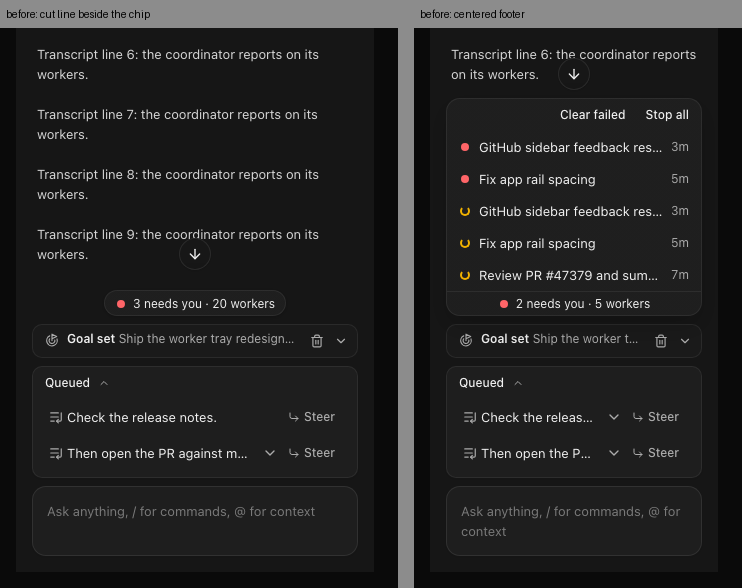 before: cut line beside the chip
Transcript line 6: the coordinator reports on its
workers.
Transcript line 7: the coordinator reports on its
workers.
Transcript line 8: the coordinator reports on its
workers.
Transcript line 9: the coordinator reports on its
workers.
3 needs you · 20 workers
Goal set Ship the worker tray redesign...
Queued
Check the release notes. Steer
Then open the PR against m... Steer
Ask anything, / for commands, @ for context
before: centered footer
Transcript line 6: the coordinator reports
on its workers.
Clear failed Stop all
GitHub sidebar feedback res... 3m
Fix app rail spacing 5m
GitHub sidebar feedback res... 3m
Fix app rail spacing 5m
Review PR #47379 and sum... 7m
2 needs you · 5 workers
Goal set Ship the worker t...
Queued
Check the releas... Steer
Then open the P... Steer
Ask anything, / for commands, @ for
context